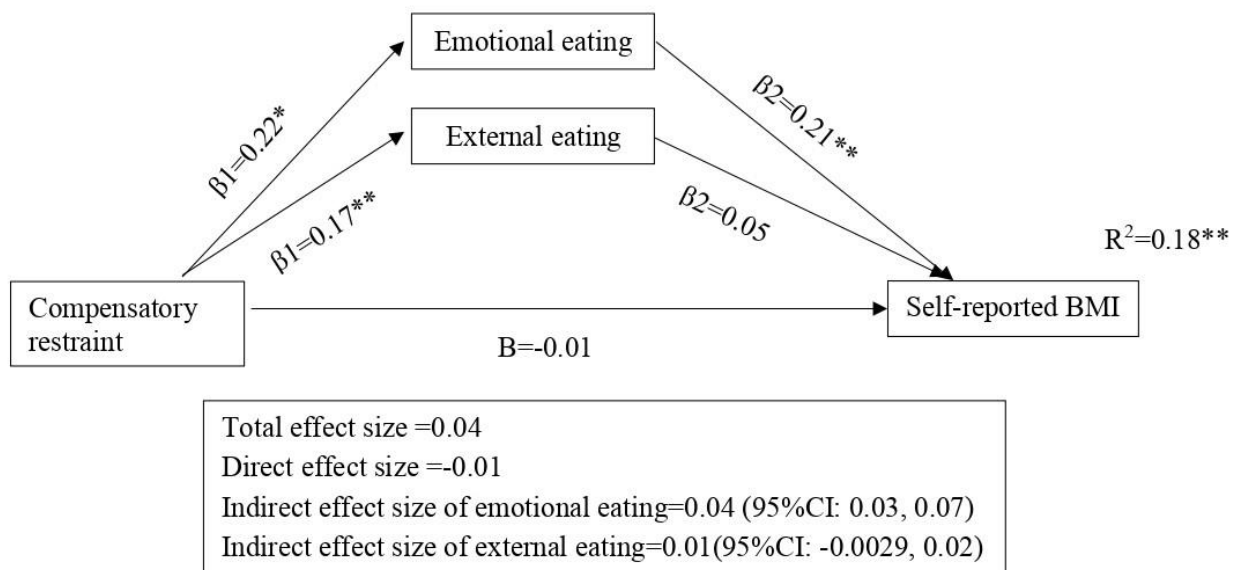 Emotional eating
External eating
β1=0.22*
β2=0.21**
β1=0.17**
β2=0.05
R²=0.18**
Compensatory
restraint
Self-reported BMI
B=-0.01
Total effect size =0.04
Direct effect size =-0.01
Indirect effect size of emotional eating=0.04 (95%CI: 0.03, 0.07)
Indirect effect size of external eating=0.01(95%CI: -0.0029, 0.02)